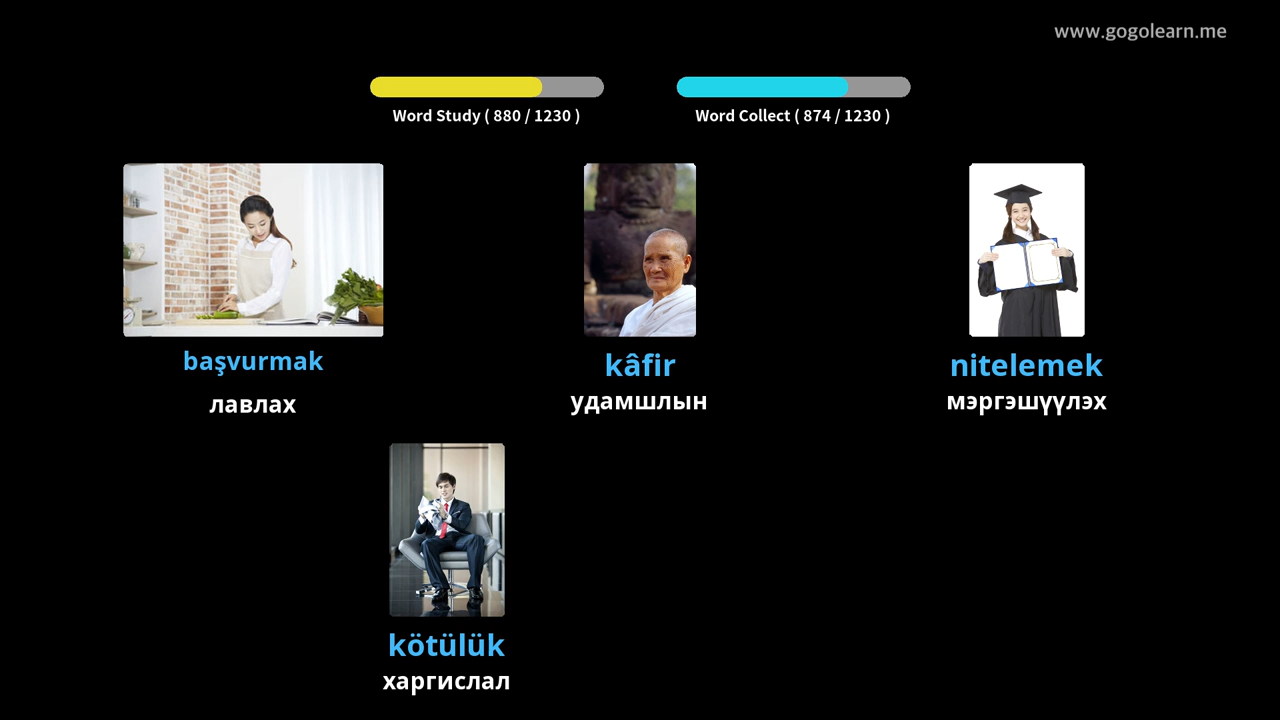 www.gogolearn.me
Word Study ( 880 / 1230 )
Word Collect ( 874 / 1230 )
başvurmak
лавлах
kâfir
удамшлын
nitelemek
мэргэшүүлэх
kötülük
харгислал